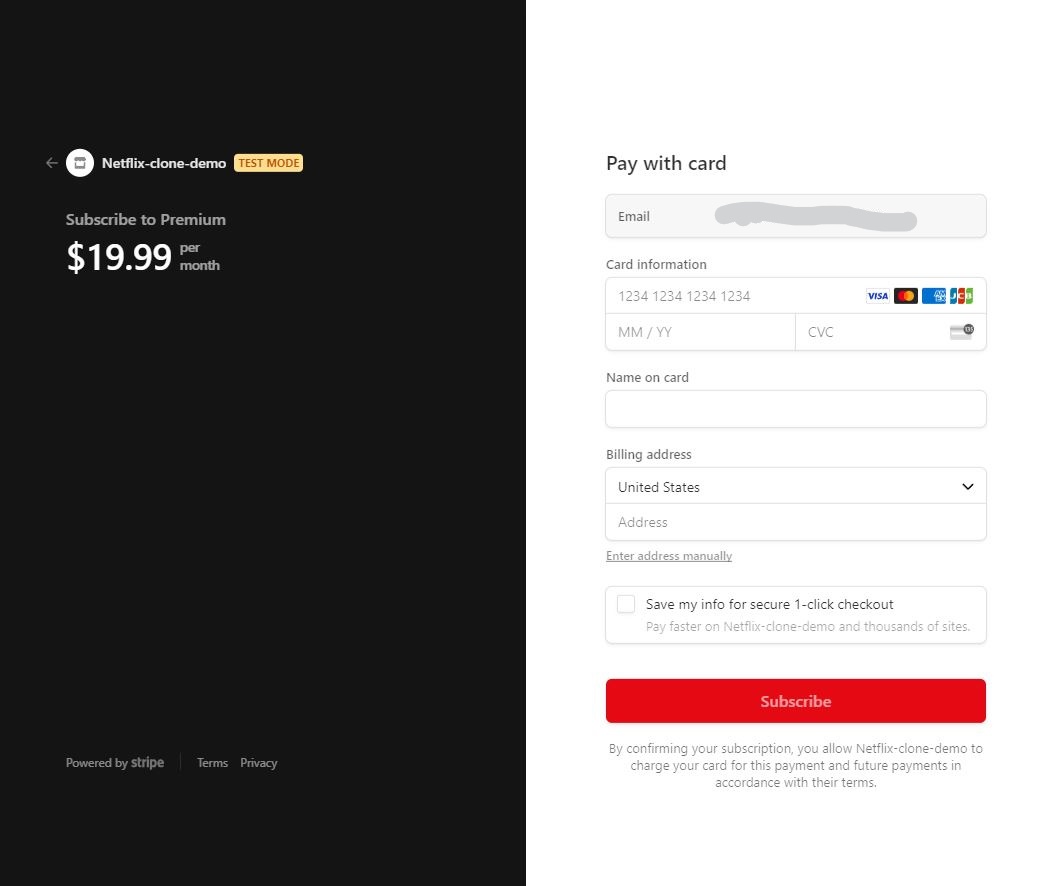 Netflix-clone-demo TEST MODE
Subscribe to Premium
$19.99 per
month
Powered by stripe Terms Privacy
Pay with card
Email
Card information
1234 1234 1234 1234 VISA AM EX JCB
MM / YY CVC 135
Name on card
Billing address
United States
Address
Enter address manually
Save my info for secure 1-click checkout
Pay faster on Netflix-clone-demo and thousands of sites.
Subscribe
By confirming your subscription, you allow Netflix-clone-demo to
charge your card for this payment and future payments in
accordance with their terms.